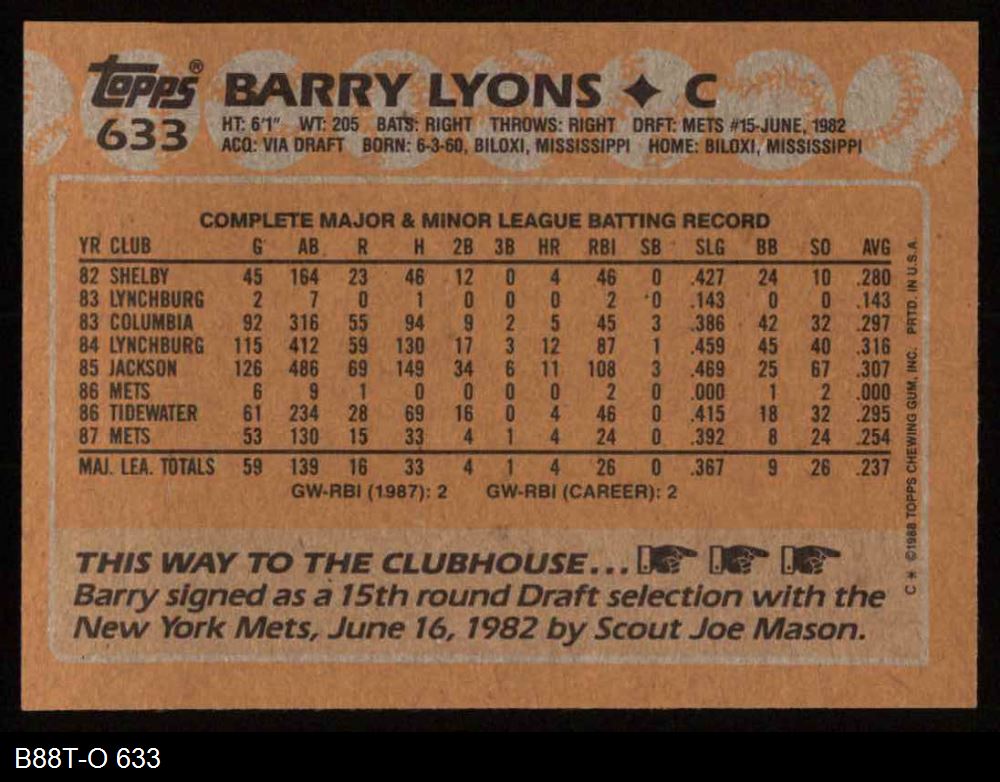 topps® BARRY LYONS ✦ C
633 HT: 6'1" WT: 205 BATS: RIGHT THROWS: RIGHT DRFT: METS #15-JUNE, 1982
ACQ: VIA DRAFT BORN: 6-3-60, BILOXI, MISSISSIPPI HOME: BILOXI, MISSISSIPPI
COMPLETE MAJOR & MINOR LEAGUE BATTING RECORD
YR CLUB G AB R H 2B 3B HR RBI SB SLG BB SO AVG
82 SHELBY 45 164 23 46 12 0 4 46 0 .427 24 10 .280
83 LYNCHBURG 2 7 0 1 0 0 0 2 0 .143 0 0 .143
83 COLUMBIA 92 316 55 94 9 2 5 45 3 .386 42 32 .297
84 LYNCHBURG 115 412 59 130 17 3 12 87 1 .459 45 40 .316
85 JACKSON 126 486 69 149 34 6 11 108 3 .469 25 67 .307
86 METS 6 9 1 0 0 0 0 2 0 .000 1 2 .000
86 TIDEWATER 61 234 28 69 16 0 4 46 0 .415 18 32 .295
87 METS 53 130 15 33 4 1 4 24 0 .392 8 24 .254
MAJ. LEA. TOTALS 59 139 16 33 4 1 4 26 0 .367 9 26 .237
GW-RBI (1987): 2 GW-RBI (CAREER): 2
THIS WAY TO THE CLUBHOUSE...
Barry signed as a 15th round Draft selection with the
New York Mets, June 16, 1982 by Scout Joe Mason.
C * ©1988 TOPPS CHEWING GUM, INC. PRTD. IN U.S.A.
B88T-O 633